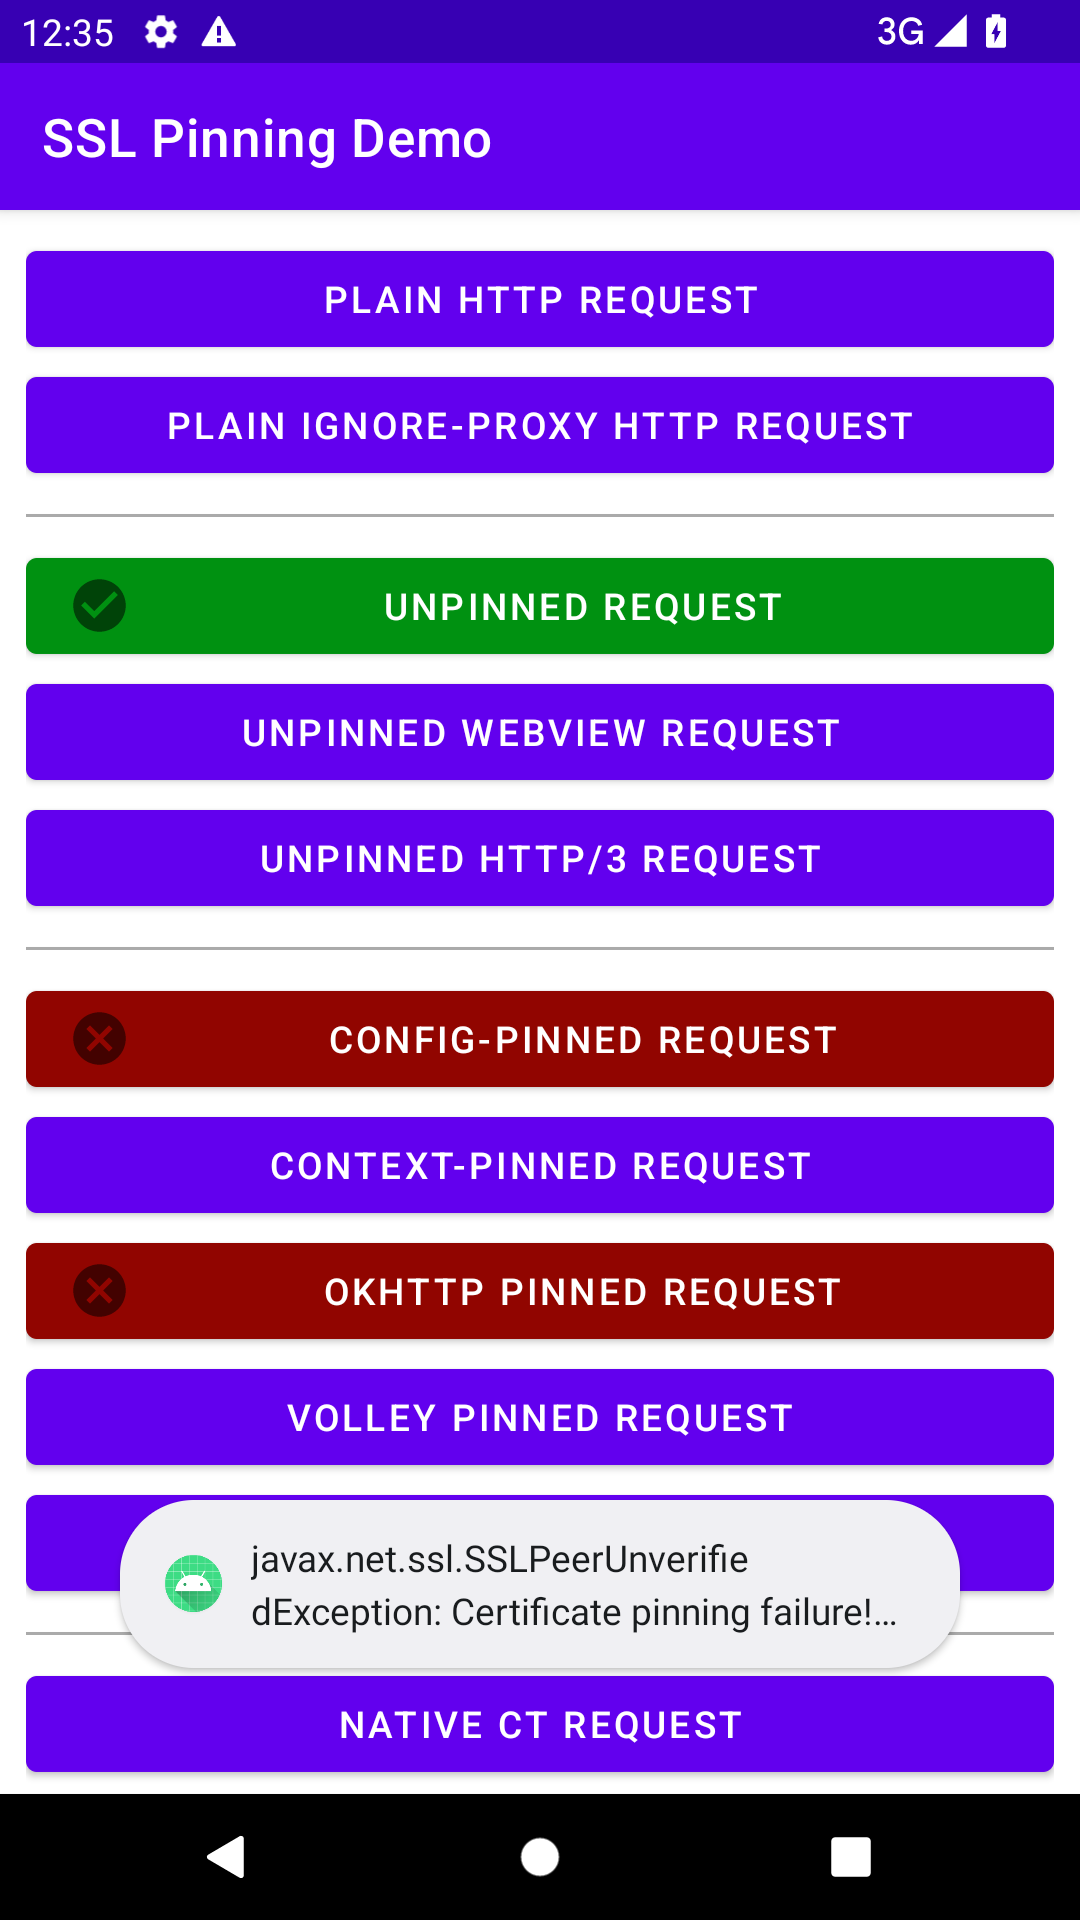 12:35
3G
SSL Pinning Demo
PLAIN HTTP REQUEST
PLAIN IGNORE-PROXY HTTP REQUEST
UNPINNED REQUEST
UNPINNED WEBVIEW REQUEST
UNPINNED HTTP/3 REQUEST
CONFIG-PINNED REQUEST
CONTEXT-PINNED REQUEST
OKHTTP PINNED REQUEST
VOLLEY PINNED REQUEST
javax.net.ssl.SSLPeerUnverifie
dException: Certificate pinning failure!…
NATIVE CT REQUEST